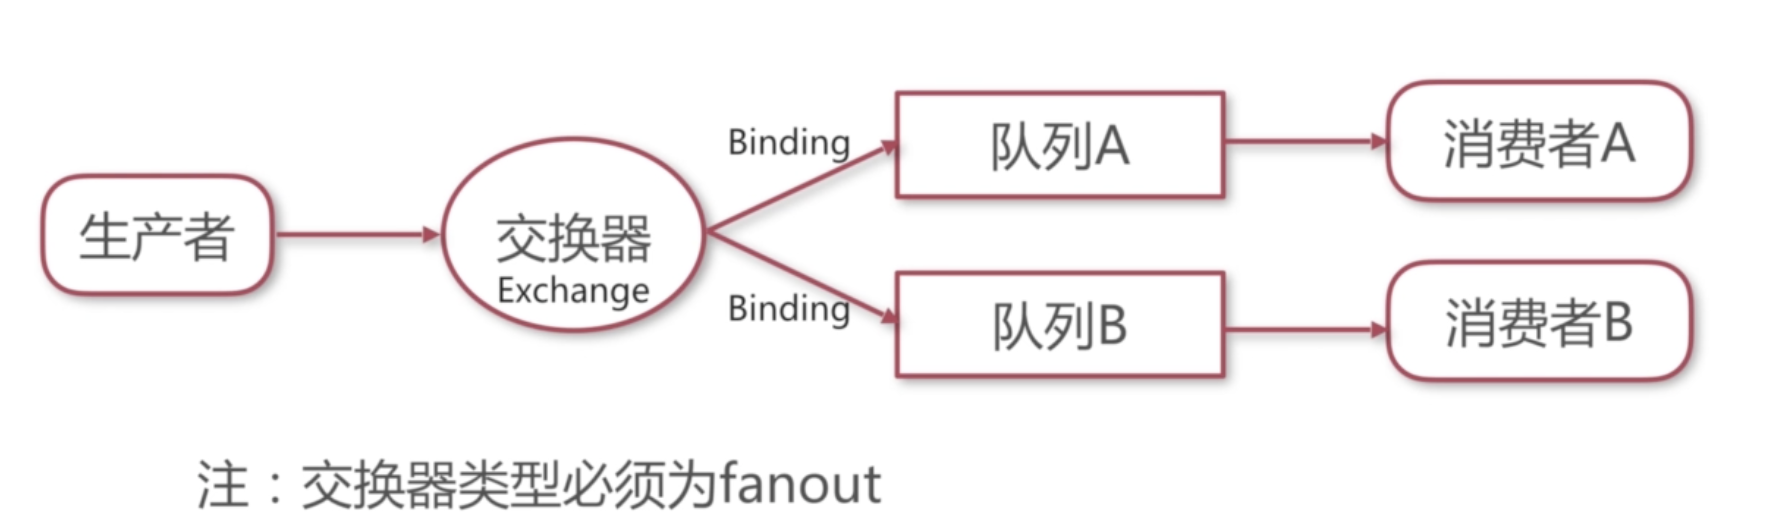 生产者
交换器
Exchange
Binding
Binding
队列A
队列B
消费者A
消费者B
注：交换器类型必须为fanout